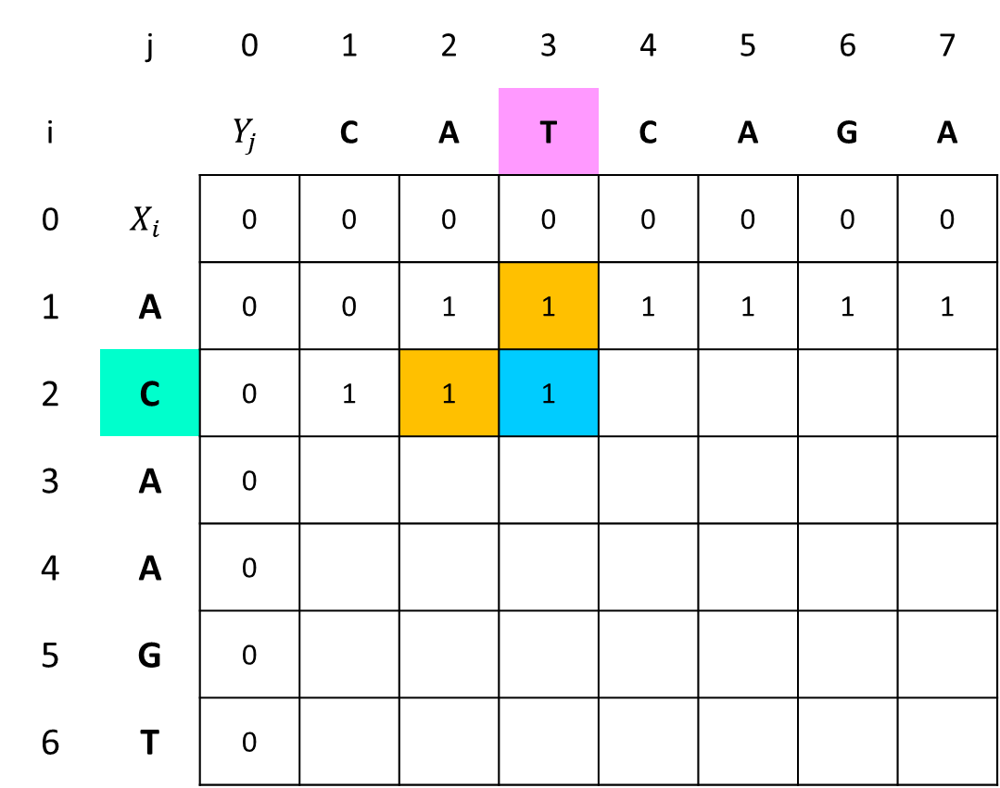 j 0 1 2 3 4 5 6 7
i Yj C A T C A G A
0 Xi 0 0 0 0 0 0 0 0
1 A 0 0 1 1 1 1 1 1
2 C 0 1 1 1
3 A 0
4 A 0
5 G 0
6 T 0